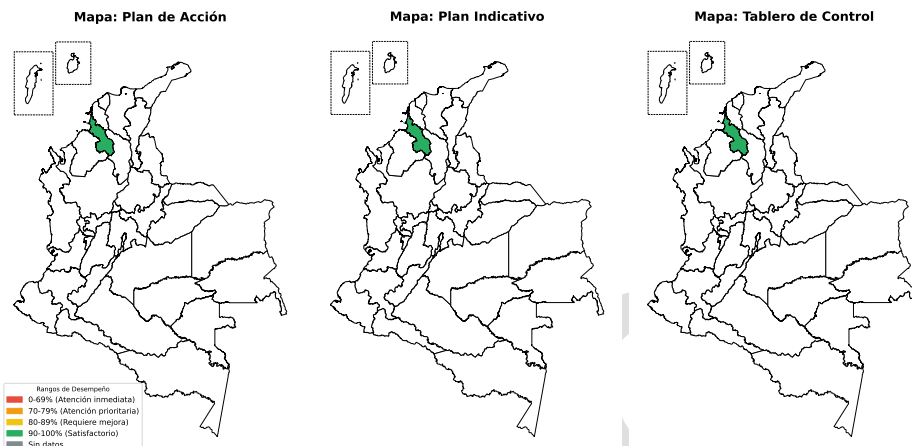 Mapa: Plan de Acción
Mapa: Plan Indicativo
Mapa: Tablero de Control
Rangos de Desempeño
0-69% (Atención inmediata)
70-79% (Atención prioritaria)
80-89% (Requiere mejora)
90-100% (Satisfactorio)
Sin datos